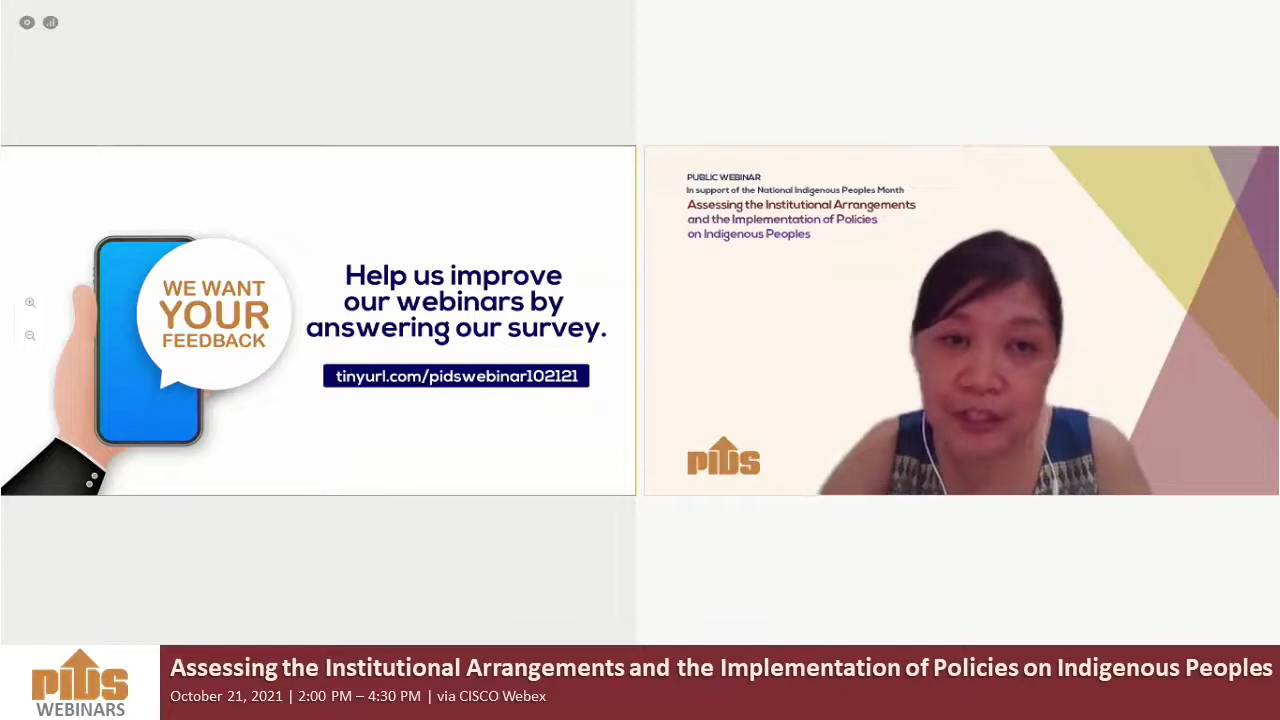 WE WANT
YOUR
FEEDBACK
Help us improve
our webinars by
answering our survey.
tinyurl.com/pidswebinar102121
PUBLIC WEBINAR
In support of the National Indigenous Peoples Month
Assessing the Institutional Arrangements
and the Implementation of Policies
on Indigenous Peoples
PIDS
PIDS
WEBINARS
Assessing the Institutional Arrangements and the Implementation of Policies on Indigenous Peoples
October 21, 2021 | 2:00 PM – 4:30 PM | via CISCO Webex